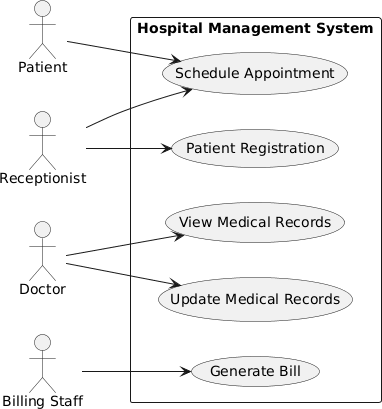 Hospital Management System
Patient
Schedule Appointment
Receptionist
Patient Registration
Doctor
View Medical Records
Update Medical Records
Billing Staff
Generate Bill